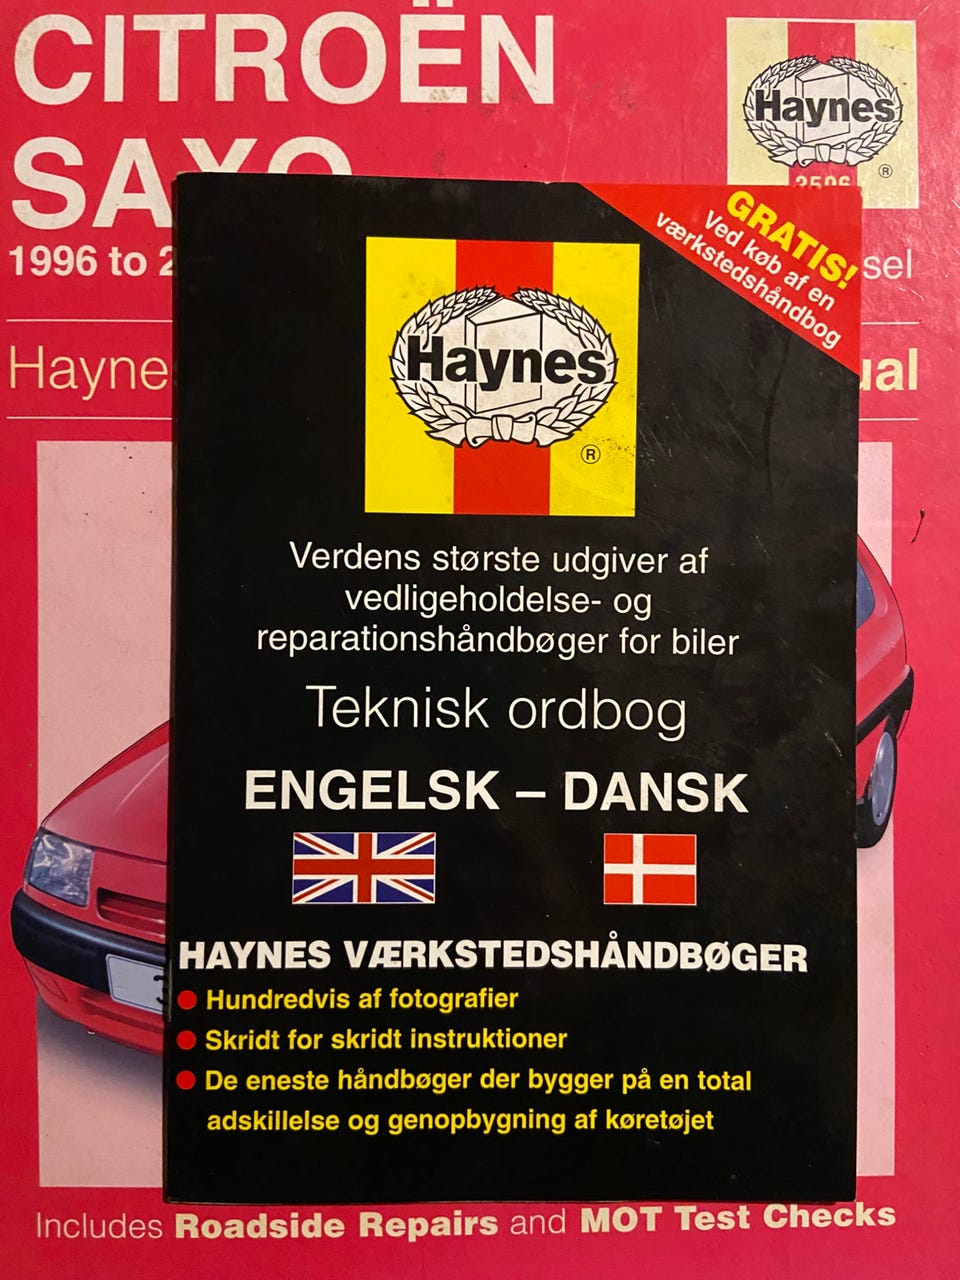 CITROËN
SAXO
1996 to 2
sel
Haynes
®
Hayne
ual
GRATIS!
Ved køb af en
værkstedshåndbog
Haynes
®
Verdens største udgiver af
vedligeholdelse- og
reparationshåndbøger for biler
Teknisk ordbog
ENGELSK – DANSK
HAYNES VÆRKSTEDSHÅNDBØGER
Hundredvis af fotografier
Skridt for skridt instruktioner
De eneste håndbøger der bygger på en total
adskillelse og genopbygning af køretøjet
Includes Roadside Repairs and MOT Test Checks